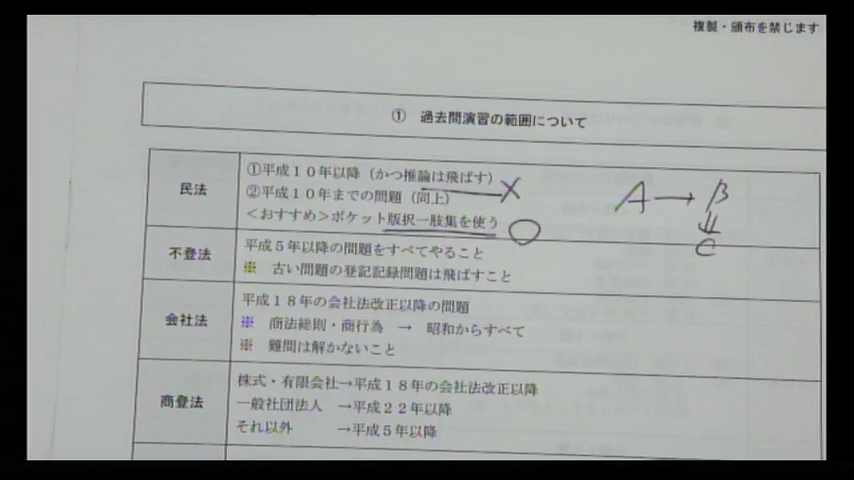 複製・頒布を禁じます
① 過去問演習の範囲について
民法
①平成10年以降（かつ推論は飛ばす）
②平成10年までの問題（同上）
<おすすめ>ポケット版択一肢集を使う
A → B
⇓
C
不登法
平成5年以降の問題をすべてやること
※ 古い問題の登記記録問題は飛ばすこと
会社法
平成18年の会社法改正以降の問題
※ 商法総則・商行為 → 昭和からすべて
※ 難問は解かないこと
商登法
株式・有限会社→平成18年の会社法改正以降
一般社団法人 →平成22年以降
それ以外 →平成5年以降